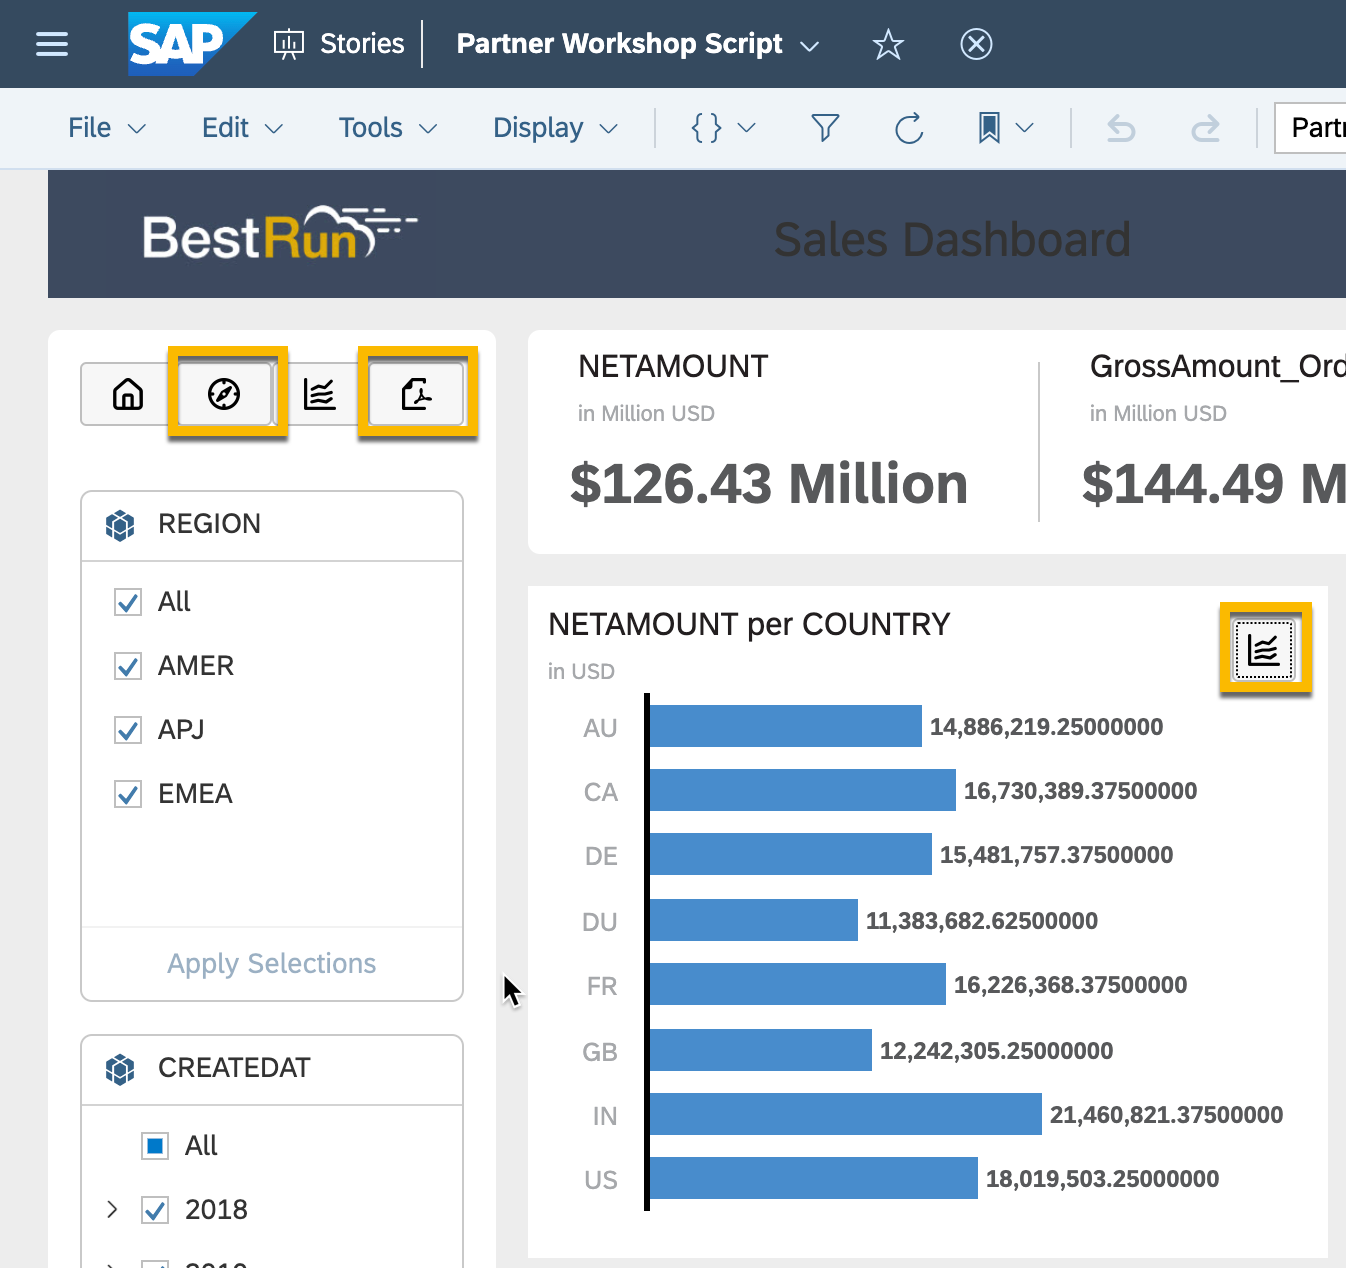 SAP Stories Partner Workshop Script
File Edit Tools Display {} Partn
BestRun Sales Dashboard
NETAMOUNT
in Million USD
$126.43 Million
GrossAmount_Ord
in Million USD
$144.49 M
REGION
All
AMER
APJ
EMEA
Apply Selections
CREATEDAT
All
2018
NETAMOUNT per COUNTRY
in USD
AU 14,886,219.25000000
CA 16,730,389.37500000
DE 15,481,757.37500000
DU 11,383,682.62500000
FR 16,226,368.37500000
GB 12,242,305.25000000
IN 21,460,821.37500000
US 18,019,503.25000000